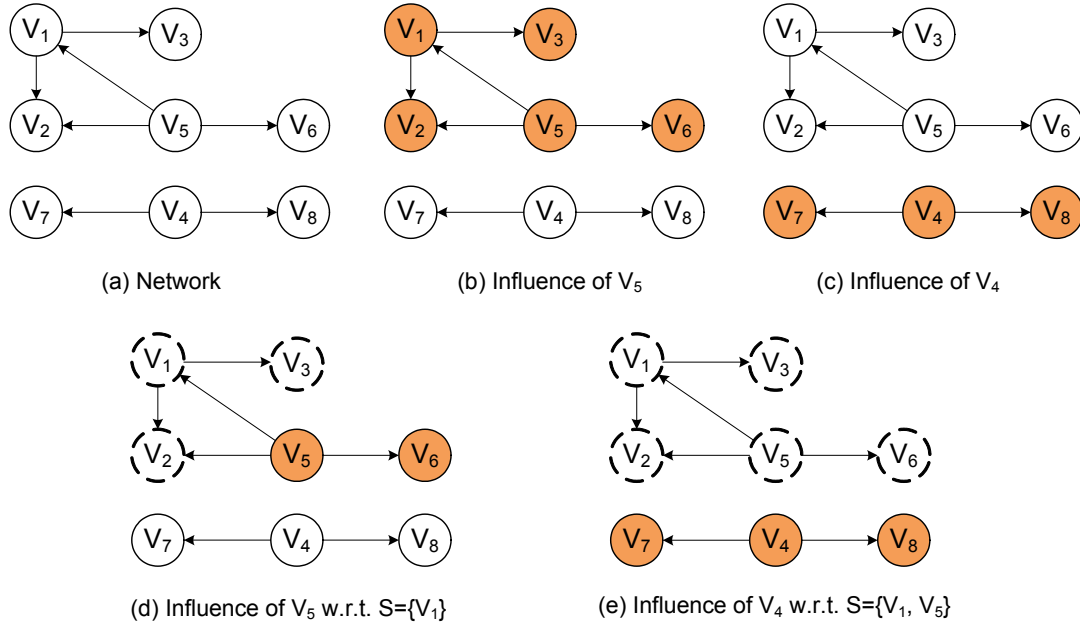 V1 V3 V1 V3 V1 V3
V2 V5 V6 V2 V5 V6 V2 V5 V6
V7 V4 V8 V7 V4 V8 V7 V4 V8
(a) Network (b) Influence of V5 (c) Influence of V4
V1 V3 V1 V3
V2 V5 V6 V2 V5 V6
V7 V4 V8 V7 V4 V8
(d) Influence of V5 w.r.t. S={V1} (e) Influence of V4 w.r.t. S={V1, V5}